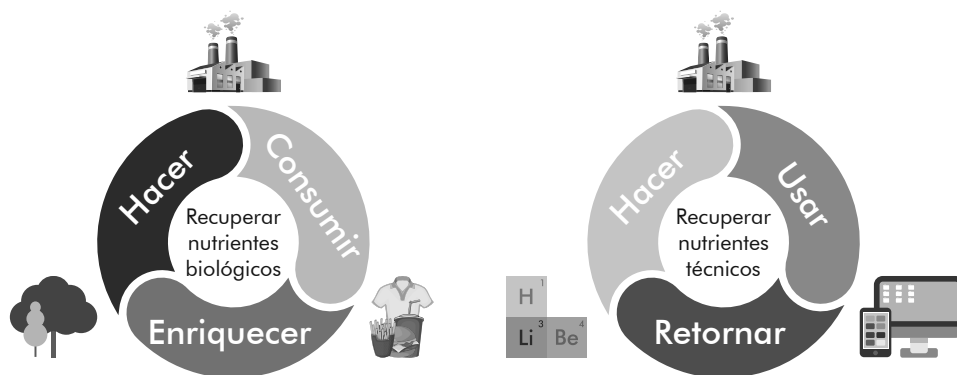 Hacer
Consumir
Recuperar
nutrientes
biológicos
Enriquecer
Hacer
Usar
Recuperar
nutrientes
técnicos
Retornar
H 1
Li 3 Be 4